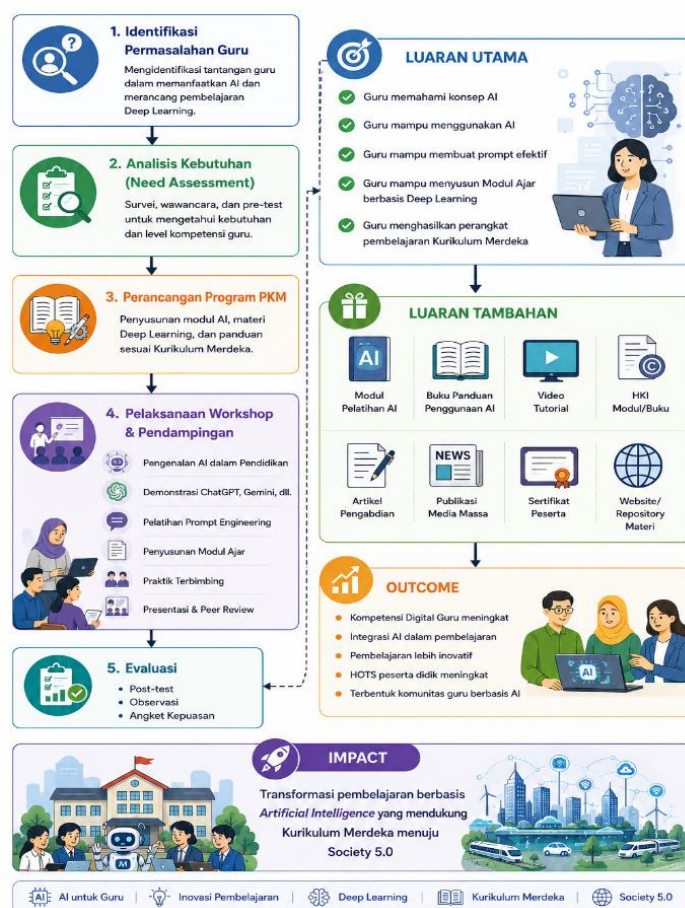 1. Identifikasi
Permasalahan Guru
Mengidentifikasi tantangan guru
dalam memanfaatkan AI dan
merancang pembelajaran
Deep Learning.
2. Analisis Kebutuhan
(Need Assessment)
Survei, wawancara, dan pre-test
untuk mengetahui kebutuhan
dan level kompetensi guru.
3. Perancangan Program PKM
Penyusunan modul AI, materi
Deep Learning, dan panduan
sesuai Kurikulum Merdeka.
4. Pelaksanaan Workshop
& Pendampingan
Pengenalan AI dalam Pendidikan
Demonstrasi ChatGPT, Gemini, dll.
Pelatihan Prompt Engineering
Penyusunan Modul Ajar
Praktik Terbimbing
Presentasi & Peer Review
5. Evaluasi
• Post-test
• Observasi
• Angket Kepuasan
LUARAN UTAMA
Guru memahami konsep AI
Guru mampu menggunakan AI
Guru mampu membuat prompt efektif
Guru mampu menyusun Modul Ajar
berbasis Deep Learning
Guru menghasilkan perangkat
pembelajaran Kurikulum Merdeka
LUARAN TAMBAHAN
AI
Modul
Pelatihan AI
Buku Panduan
Penggunaan AI
Video
Tutorial
©
HKI
Modul/Buku
Artikel
Pengabdian
NEWS
Publikasi
Media Massa
Sertifikat
Peserta
Website/
Repository
Materi
OUTCOME
• Kompetensi Digital Guru meningkat
• Integrasi AI dalam pembelajaran
• Pembelajaran lebih inovatif
• HOTS peserta didik meningkat
• Terbentuk komunitas guru berbasis AI
AI
IMPACT
Transformasi pembelajaran berbasis
Artificial Intelligence yang mendukung
Kurikulum Merdeka menuju
Society 5.0
AI
AI
AI untuk Guru
Inovasi Pembelajaran
Deep Learning
Kurikulum Merdeka
Society 5.0